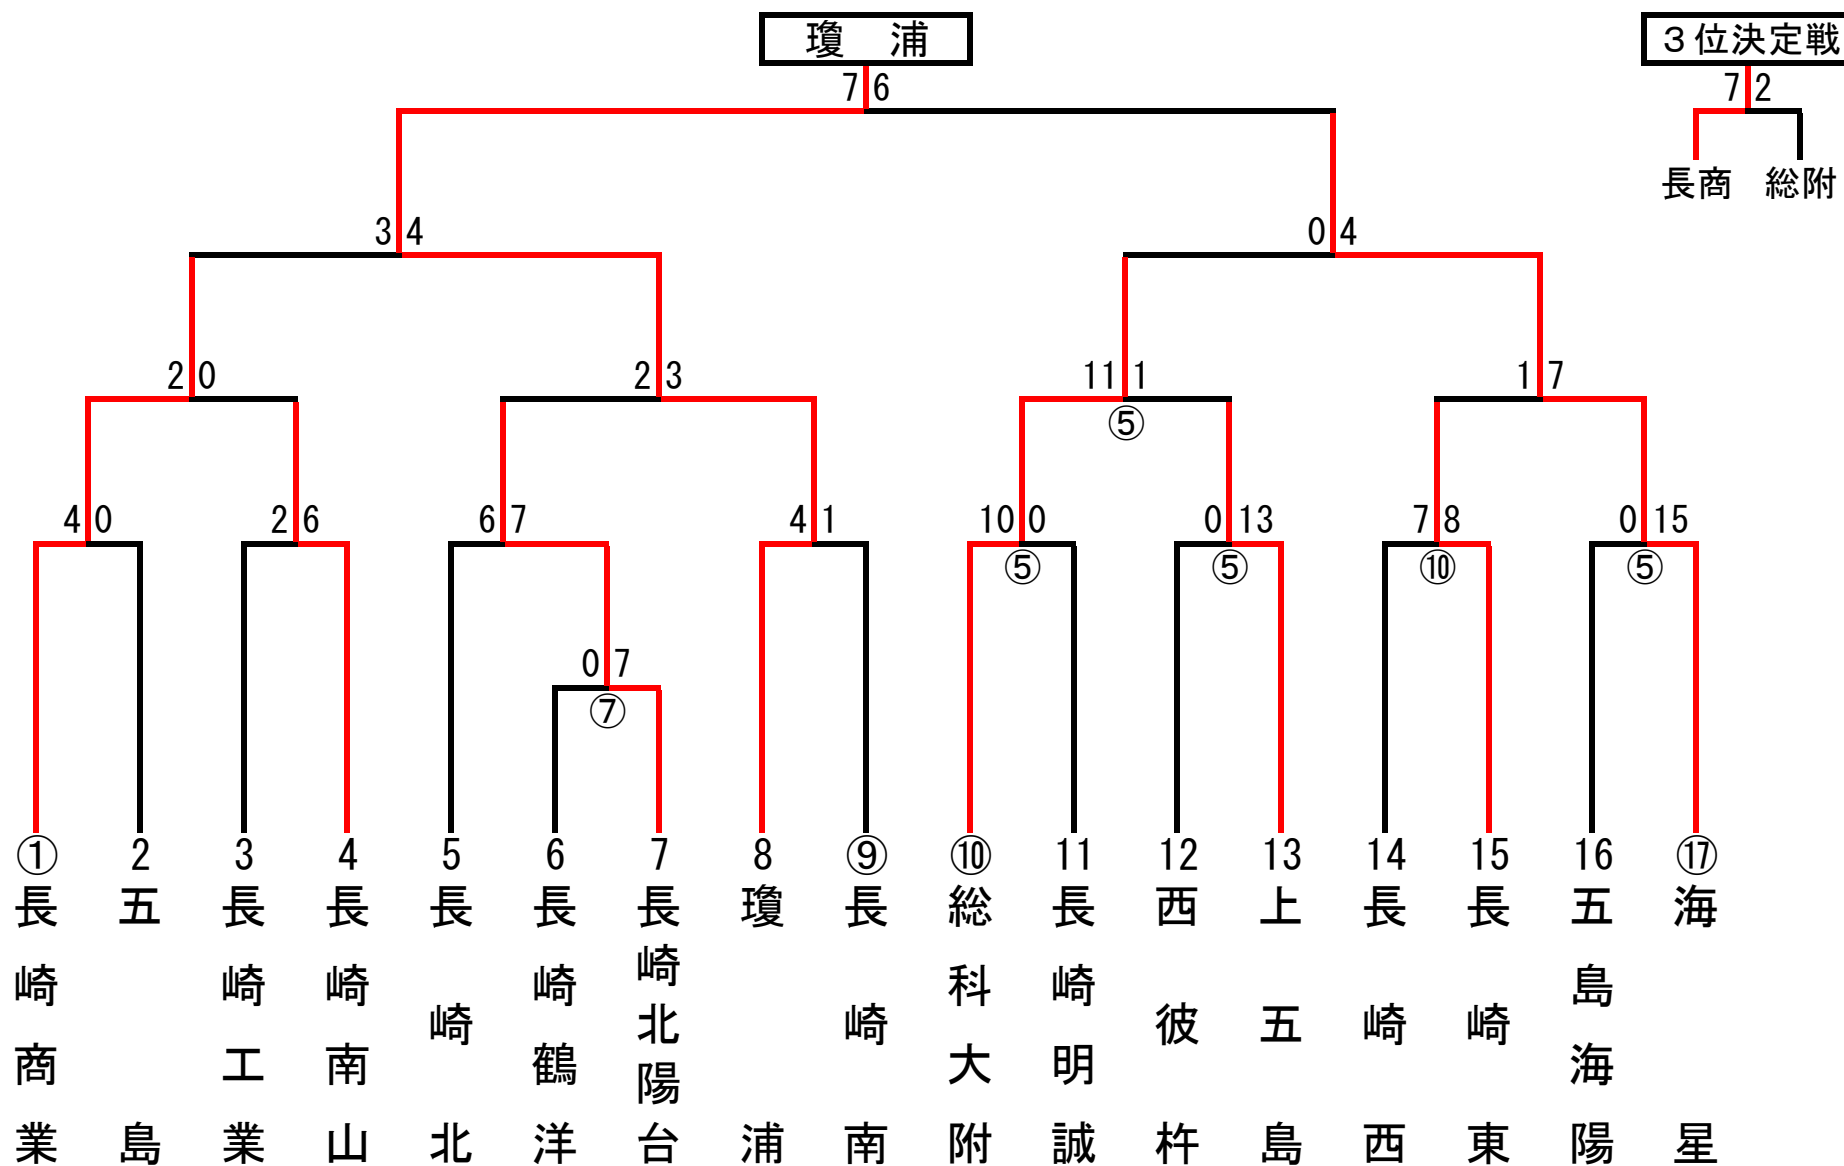 瓊　浦
３位決定戦
7 6
7 2
長商　総附
3 4
0 4
2 0
2 3
11 1
1 7
⑤
4 0
2 6
6 7
4 1
10 0
0 13
7 8
0 15
⑤
⑤
⑩
⑤
0 7
⑦
① 長崎商業
2 五島
3 長崎工業
4 長崎南山
5 長崎北
6 長崎鶴洋
7 長崎北陽台
8 瓊浦
⑨ 長崎南
⑩ 総科大附
11 長崎明誠
12 西彼杵
13 上五島
14 長崎西
15 長崎東
16 五島海陽
⑰ 海星